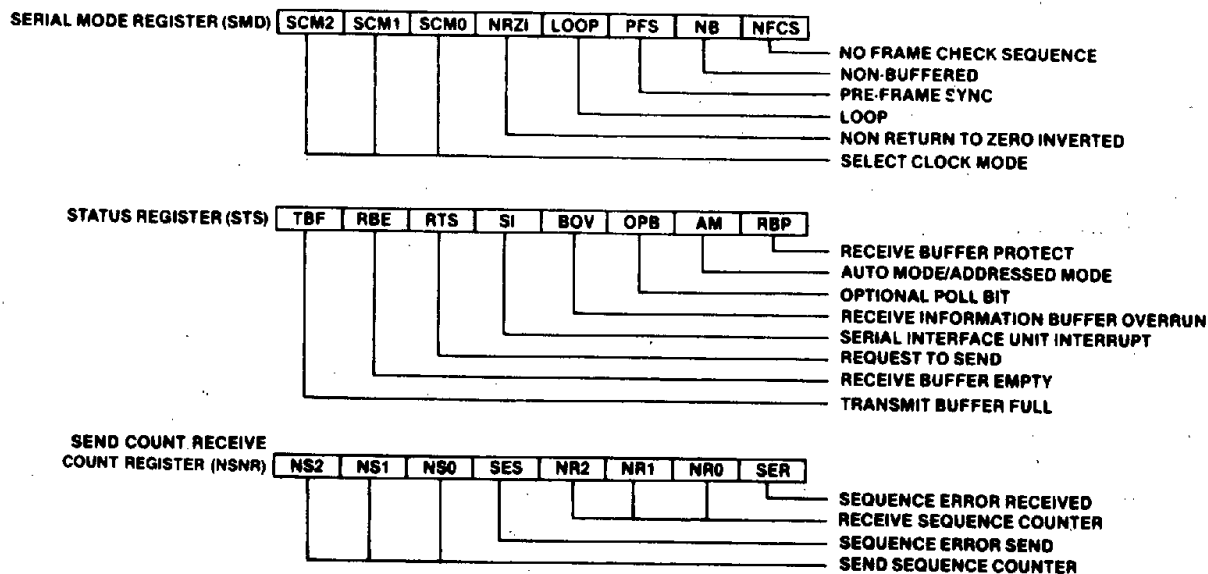 SERIAL MODE REGISTER (SMD) SCM2 SCM1 SCM0 NRZI LOOP PFS NB NFCS
NO FRAME CHECK SEQUENCE
NON-BUFFERED
PRE-FRAME SYNC
LOOP
NON RETURN TO ZERO INVERTED
SELECT CLOCK MODE
STATUS REGISTER (STS) TBF RBE RTS SI BOV OPB AM RBP
RECEIVE BUFFER PROTECT
AUTO MODE/ADDRESSED MODE
OPTIONAL POLL BIT
RECEIVE INFORMATION BUFFER OVERRUN
SERIAL INTERFACE UNIT INTERRUPT
REQUEST TO SEND
RECEIVE BUFFER EMPTY
TRANSMIT BUFFER FULL
SEND COUNT RECEIVE
COUNT REGISTER (NSNR) NS2 NS1 NS0 SES NR2 NR1 NR0 SER
SEQUENCE ERROR RECEIVED
RECEIVE SEQUENCE COUNTER
SEQUENCE ERROR SEND
SEND SEQUENCE COUNTER